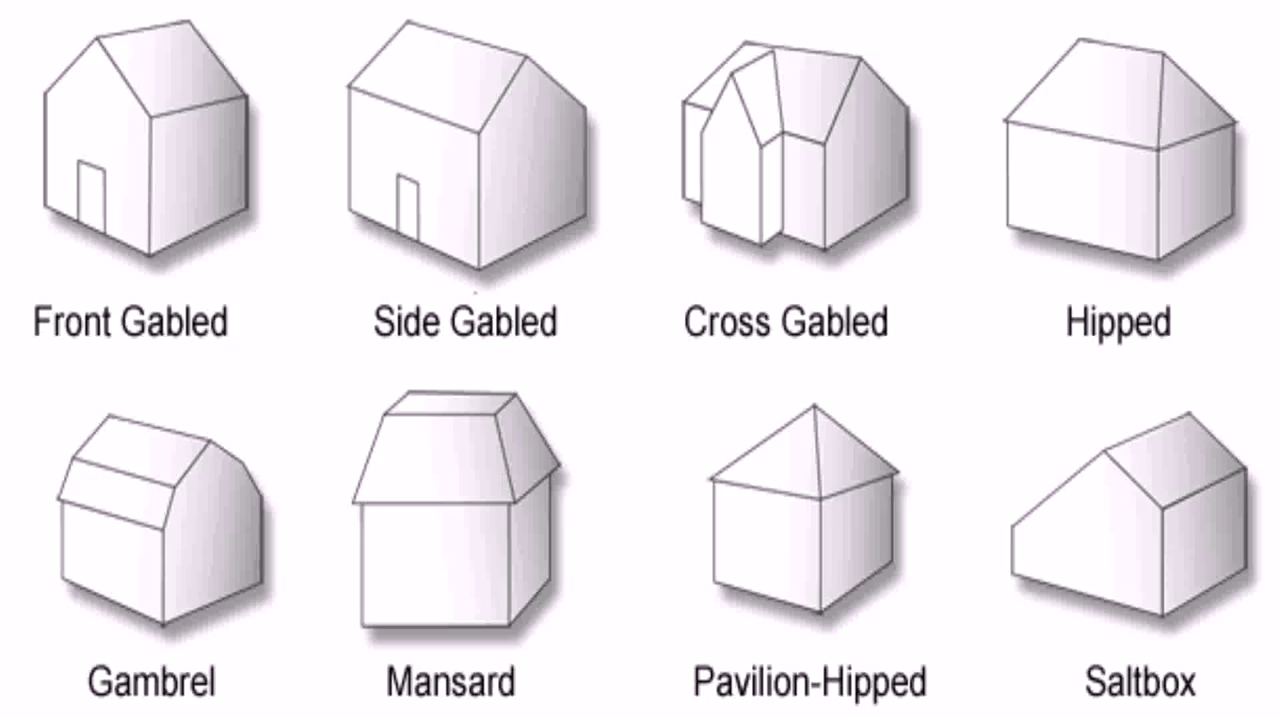 Front Gabled
Side Gabled
Cross Gabled
Hipped
Gambrel
Mansard
Pavilion-Hipped
Saltbox